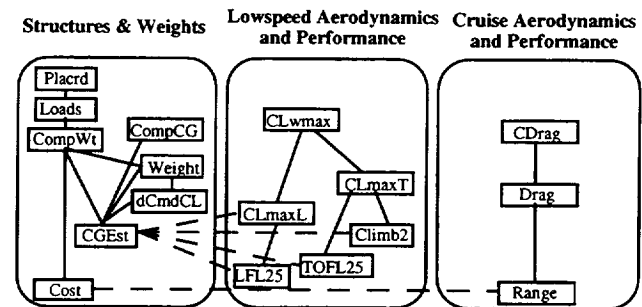 Structures & Weights
Lowspeed Aerodynamics
and Performance
Cruise Aerodynamics
and Performance
Placrd
Loads
CompWt
CompCG
Weight
dCmdCL
CGEst
Cost
CLwmax
CLmaxT
CLmaxL
Climb2
TOFL25
LFL25
CDrag
Drag
Range